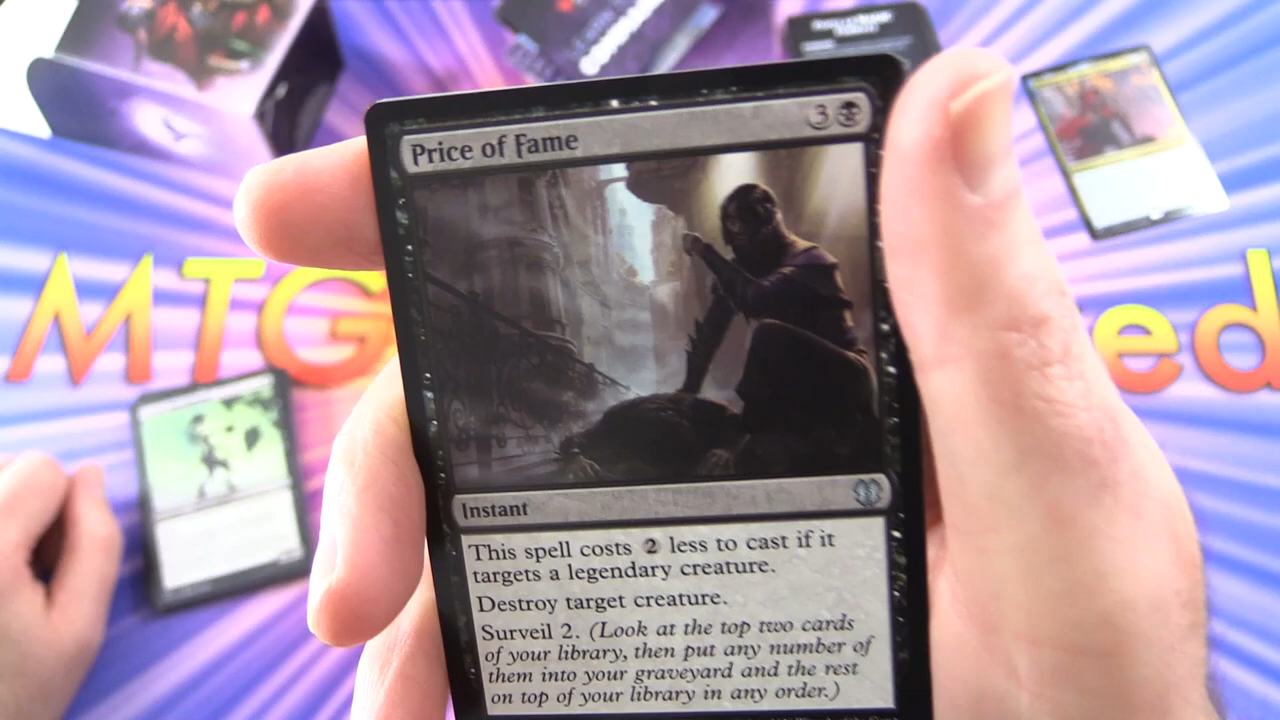 Price of Fame
3
MTG
ed
Instant
This spell costs 2 less to cast if it
targets a legendary creature.
Destroy target creature.
Surveil 2. (Look at the top two cards
of your library, then put any number of
them into your graveyard and the rest
on top of your library in any order.)